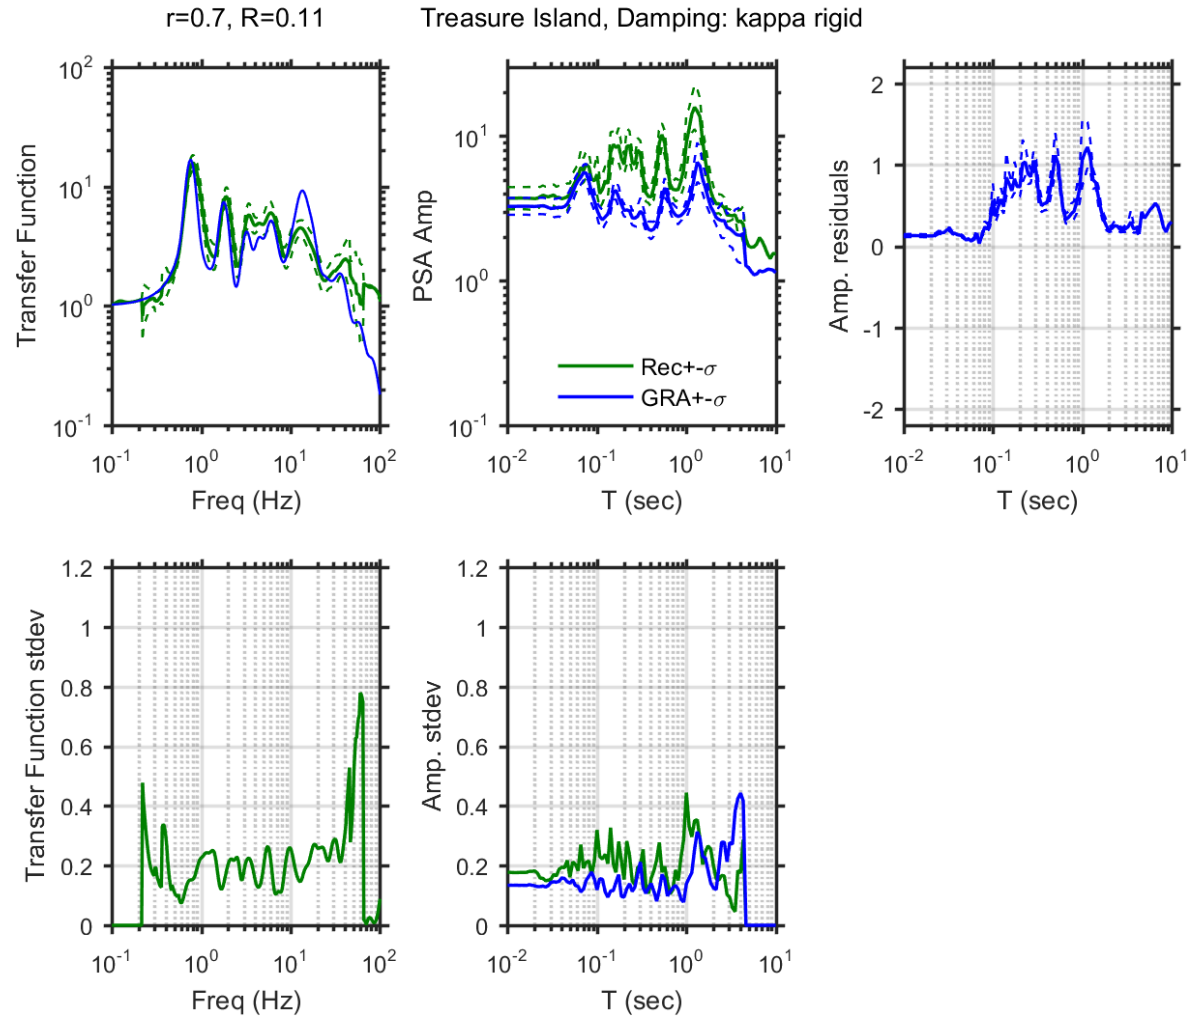 r=0.7, R=0.11
Treasure Island, Damping: kappa rigid
Transfer Function
10²
10¹
10⁰
10⁻¹
10⁻¹ 10⁰ 10¹ 10²
Freq (Hz)
PSA Amp
10¹
10⁰
10⁻¹
Rec+-σ
GRA+-σ
10⁻² 10⁻¹ 10⁰ 10¹
T (sec)
Amp. residuals
2
1
0
-1
-2
10⁻² 10⁻¹ 10⁰ 10¹
T (sec)
Transfer Function stdev
1.2
1
0.8
0.6
0.4
0.2
0
10⁻¹ 10⁰ 10¹ 10²
Freq (Hz)
Amp. stdev
1.2
1
0.8
0.6
0.4
0.2
0
10⁻² 10⁻¹ 10⁰ 10¹
T (sec)